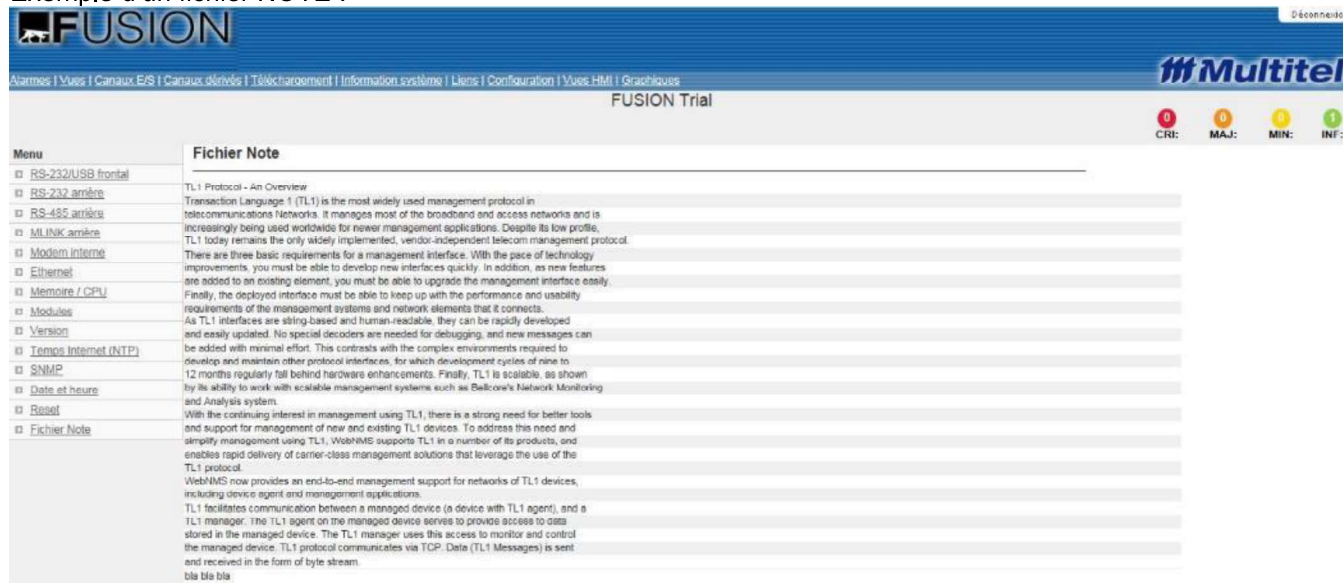 Exemple d'un fichier NOTE :
FUSION
Déconnexio
Multitel
Alarmes | Vues | Canaux E/S | Canaux dérivés | Téléchargement | Information système | Liens | Configuration | Vues HMI | Graphiques
FUSION Trial
0 0 0 1
CRI: MAJ: MIN: INF:
Menu
RS-232/USB frontal
RS-232 arrière
RS-485 arrière
MLINK arrière
Modem interne
Ethernet
Memoire / CPU
Modules
Version
Temps Internet (NTP)
SNMP
Date et heure
Reset
Fichier Note
Fichier Note
TL1 Protocol - An Overview
Transaction Language 1 (TL1) is the most widely used management protocol in
telecommunications Networks. It manages most of the broadband and access networks and is
increasingly being used worldwide for newer management applications. Despite its low profile,
TL1 today remains the only widely implemented, vendor-independent telecom management protocol.
There are three basic requirements for a management interface. With the pace of technology
improvements, you must be able to develop new interfaces quickly. In addition, as new features
are added to an existing element, you must be able to upgrade the management interface easily.
Finally, the deployed interface must be able to keep up with the performance and usability
requirements of the management systems and network elements that it connects.
As TL1 interfaces are string-based and human-readable, they can be rapidly developed
and easily updated. No special decoders are needed for debugging, and new messages can
be added with minimal effort. This contrasts with the complex environments required to
develop and maintain other protocol interfaces, for which development cycles of nine to
12 months regularly fall behind hardware enhancements. Finally, TL1 is scalable, as shown
by its ability to work with scalable management systems such as Bellcore's Network Monitoring
and Analysis system.
With the continuing interest in management using TL1, there is a strong need for better tools
and support for management of new and existing TL1 devices. To address this need and
simplify management using TL1, WebNMS supports TL1 in a number of its products, and
enables rapid delivery of carrier-class management solutions that leverage the use of the
TL1 protocol.
WebNMS now provides an end-to-end management support for networks of TL1 devices,
including device agent and management applications.
TL1 facilitates communication between a managed device (a device with TL1 agent), and a
TL1 manager. The TL1 agent on the managed device serves to provide access to data
stored in the managed device. The TL1 manager uses this access to monitor and control
the managed device. TL1 protocol communicates via TCP. Data (TL1 Messages) is sent
and received in the form of byte stream.
bla bla bla